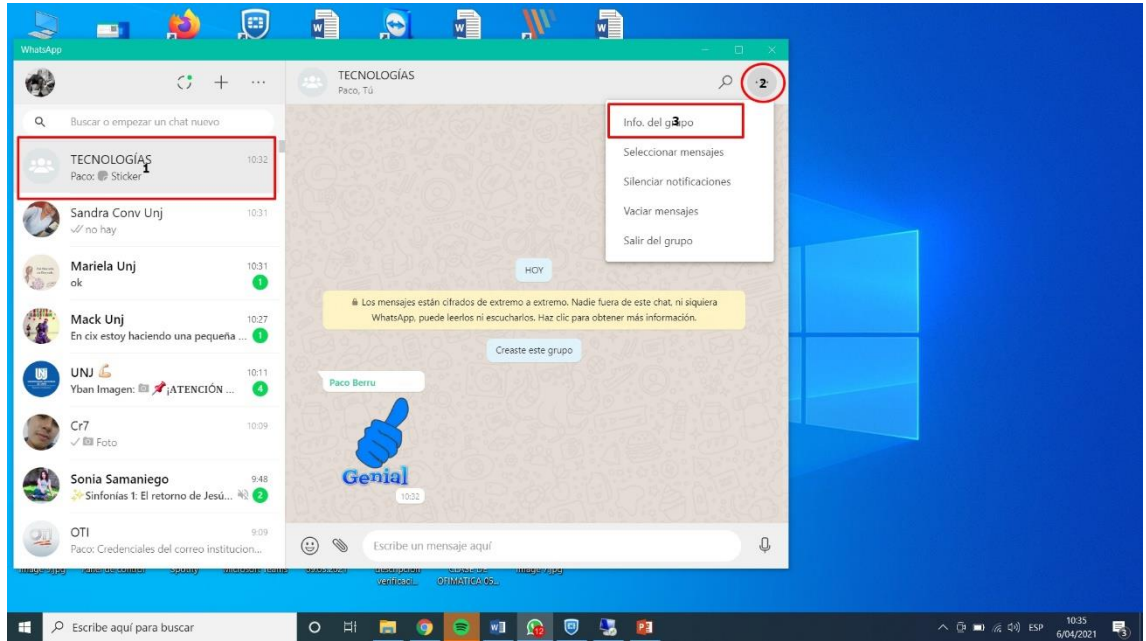 WhatsApp
TECNOLOGÍAS
Paco, Tú
2
Buscar o empezar un chat nuevo
TECNOLOGÍAS 10:32
1
Paco: Sticker
Sandra Conv Unj 10:31
no hay
Mariela Unj 10:31
ok 1
Mack Unj 10:27
En cix estoy haciendo una pequeña ... 1
UNJ 10:11
Yban Imagen: ¡ATENCIÓN ... 4
Cr7 10:09
Foto
Sonia Samaniego 9:48
Sinfonías 1: El retorno de Jesú... 2
OTI 9:09
Paco: Credenciales del correo institucion...
Info. del grupo
3
Seleccionar mensajes
Silenciar notificaciones
Vaciar mensajes
Salir del grupo
HOY
Los mensajes están cifrados de extremo a extremo. Nadie fuera de este chat, ni siquiera
WhatsApp, puede leerlos ni escucharlos. Haz clic para obtener más información.
Creaste este grupo
Paco Berru
Genial
10:32
Escribe un mensaje aquí
verificaci... OFIMATICA 05...
Escribe aquí para buscar
ESP
10:35
6/04/2021